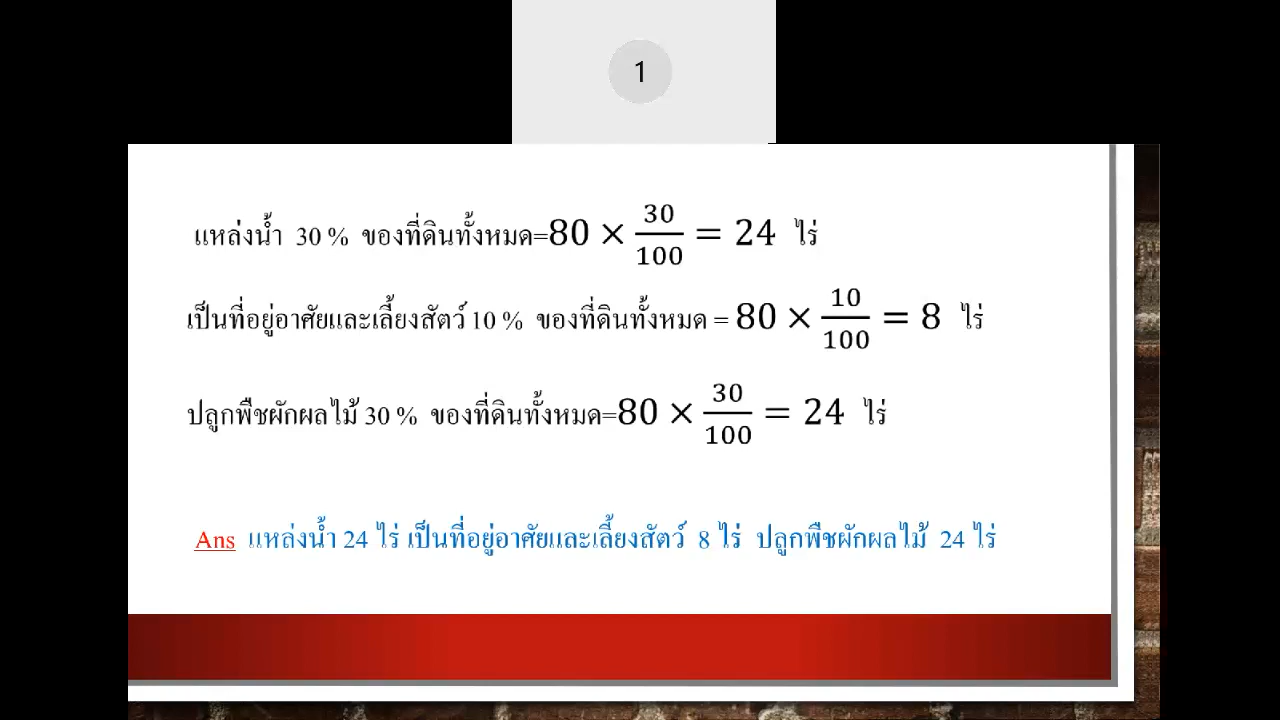 1
แหล่งน้ำ 30 % ของที่ดินทั้งหมด=80 × 30/100 = 24 ไร่
เป็นที่อยู่อาศัยและเลี้ยงสัตว์ 10 % ของที่ดินทั้งหมด = 80 × 10/100 = 8 ไร่
ปลูกพืชผักผลไม้ 30 % ของที่ดินทั้งหมด=80 × 30/100 = 24 ไร่
Ans แหล่งน้ำ 24 ไร่ เป็นที่อยู่อาศัยและเลี้ยงสัตว์ 8 ไร่ ปลูกพืชผักผลไม้ 24 ไร่